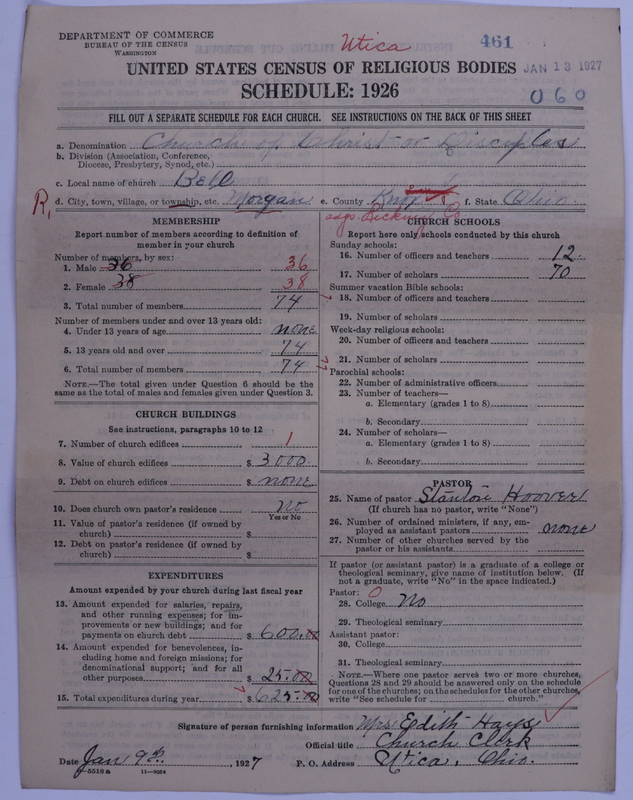 DEPARTMENT OF COMMERCE
BUREAU OF THE CENSUS
WASHINGTON
Utica
461
JAN 13 1927
UNITED STATES CENSUS OF RELIGIOUS BODIES
SCHEDULE: 1926
060
FILL OUT A SEPARATE SCHEDULE FOR EACH CHURCH. SEE INSTRUCTIONS ON THE BACK OF THIS SHEET
a. Denomination Church of Christ or Disciples
b. Division (Association, Conference, Diocese, Presbytery, Synod, etc.)
c. Local name of church Bell
R. d. City, town, village, or township, etc. Morgan e. County Knox f. State Ohio
MEMBERSHIP
Report number of members according to definition of
member in your church
Number of members, by sex:
1. Male 36 36
2. Female 38 38
3. Total number of members 74
Number of members under and over 13 years old:
4. Under 13 years of age none
5. 13 years old and over 74
6. Total number of members 74
NOTE.—The total given under Question 6 should be
same as the total of males and females given under Question 3.
CHURCH BUILDINGS
See instructions, paragraphs 10 to 12
7. Number of church edifices 1
8. Value of church edifices $ 3000
9. Debt on church edifices $ none
10. Does church own pastor's residence no
Yes or No
11. Value of pastor's residence (if owned by
church) $
12. Debt on pastor's residence (if owned by
church) $
EXPENDITURES
Amount expended by your church during last fiscal year
13. Amount expended for salaries, repairs,
and other running expenses; for im-
provements or new buildings; and for
payments on church debt $ 600.00
14. Amount expended for benevolences, in-
cluding home and foreign missions; for
denominational support; and for all
other purposes $ 25.00
15. Total expenditures during year $ 625.00
adj. Licking Co
CHURCH SCHOOLS
Report here only schools conducted by this church
Sunday schools:
16. Number of officers and teachers 12
17. Number of scholars 70
Summer vacation Bible schools:
18. Number of officers and teachers
19. Number of scholars
Week-day religious schools:
20. Number of officers and teachers
21. Number of scholars
Parochial schools:
22. Number of administrative officers
23. Number of teachers—
a. Elementary (grades 1 to 8)
b. Secondary
24. Number of scholars—
a. Elementary (grades 1 to 8)
b. Secondary
PASTOR
25. Name of pastor Stanton Hoover
(If church has no pastor, write "None")
26. Number of ordained ministers, if any, em-
ployed as assistant pastors none
27. Number of other churches served by the
pastor or his assistants
If pastor (or assistant pastor) is a graduate of a college or
theological seminary, give name of institution below. (If
not a graduate, write "No" in the space indicated.)
Pastor: 0
28. College No
29. Theological seminary
Assistant pastor:
30. College
31. Theological seminary
NOTE.—Where one pastor serves two or more churches,
Questions 28 and 29 should be answered only on the schedule
for one of the churches; on the schedules for the other churches,
write "See schedule for church."
Signature of person furnishing information Mrs Edith Hays
Official title Church Clerk
Date Jan 9th, 1927 P. O. Address Utica, Ohio.
5518a 11—9054